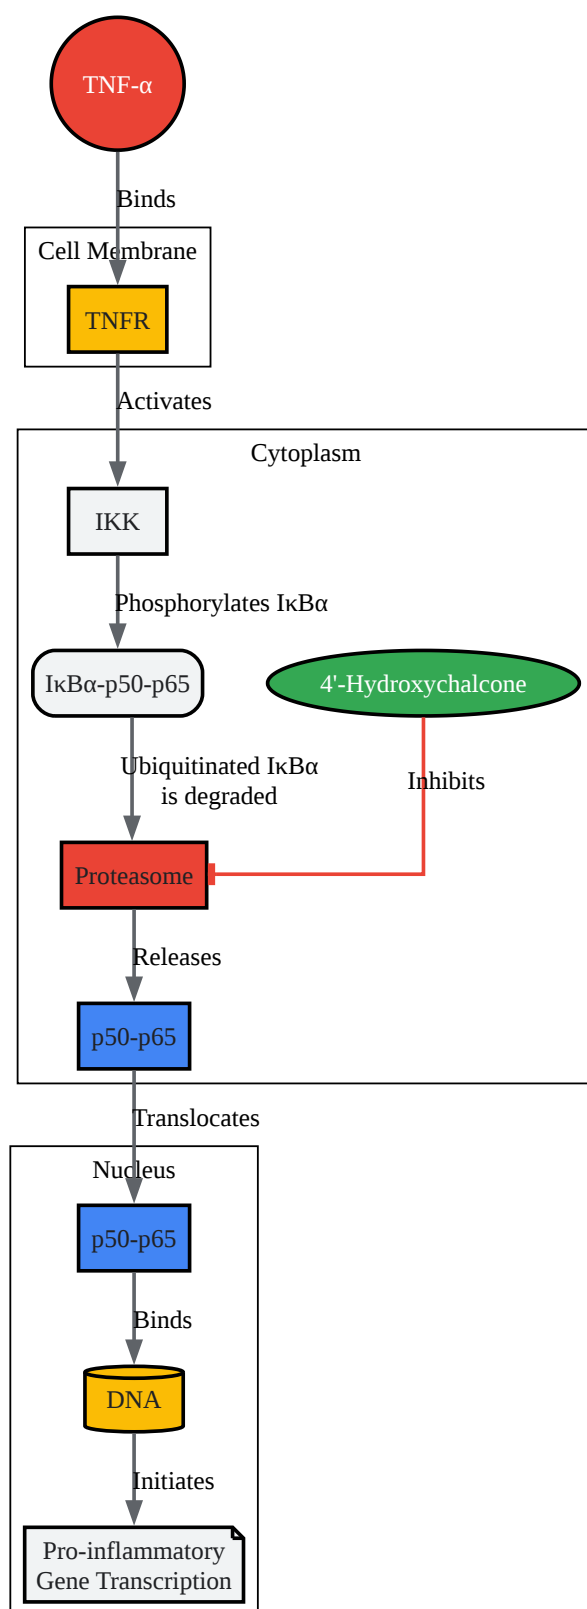 TNF-α
Binds
Cell Membrane
TNFR
Activates
Cytoplasm
IKK
Phosphorylates IκBα
IκBα-p50-p65
4'-Hydroxychalcone
Ubiquitinated IκBα
is degraded
Inhibits
Proteasome
Releases
p50-p65
Translocates
Nucleus
p50-p65
Binds
DNA
Initiates
Pro-inflammatory
Gene Transcription